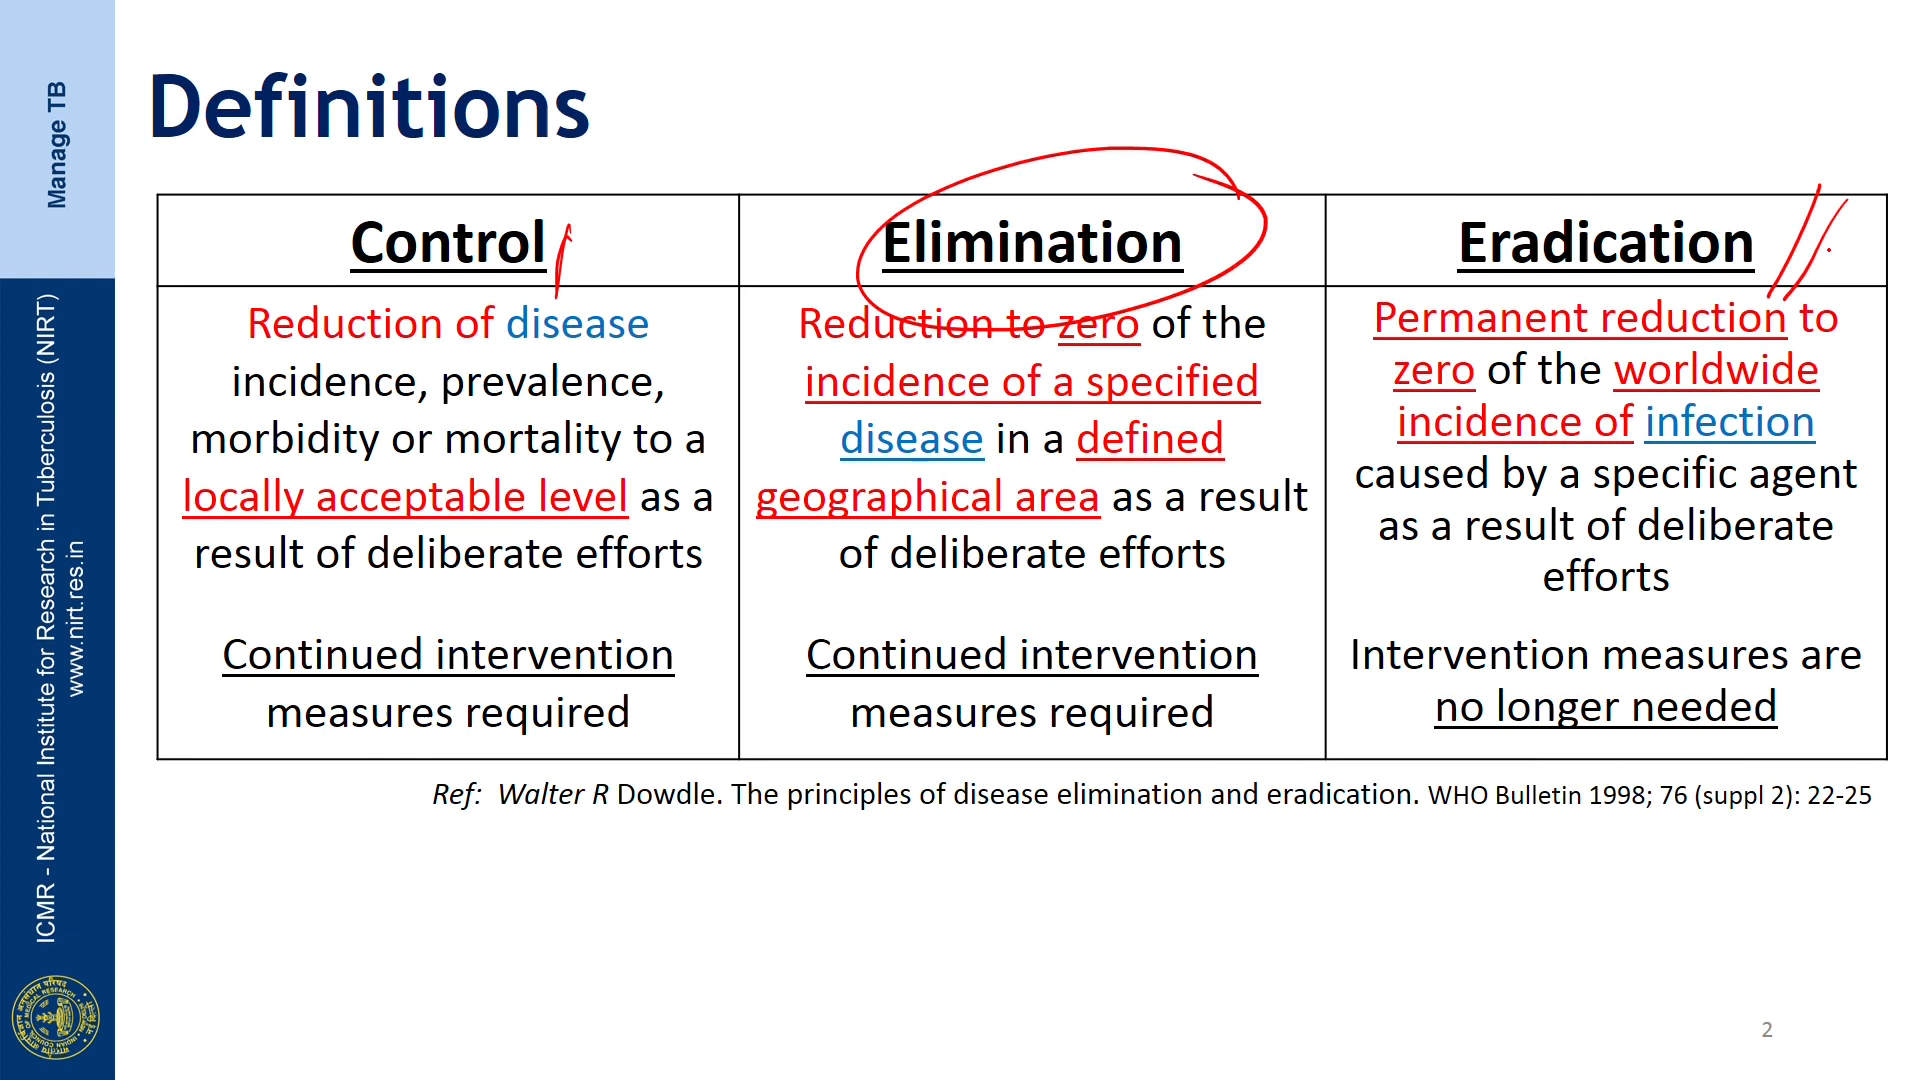 Manage TB
ICMR - National Institute for Research in Tuberculosis (NIRT)
www.nirt.res.in
Definitions
Control
Reduction of disease
incidence, prevalence,
morbidity or mortality to a
locally acceptable level as a
result of deliberate efforts
Continued intervention
measures required
Elimination
Reduction to zero of the
incidence of a specified
disease in a defined
geographical area as a result
of deliberate efforts
Continued intervention
measures required
Eradication
Permanent reduction to
zero of the worldwide
incidence of infection
caused by a specific agent
as a result of deliberate
efforts
Intervention measures are
no longer needed
Ref: Walter R Dowdle. The principles of disease elimination and eradication. WHO Bulletin 1998; 76 (suppl 2): 22-25
2